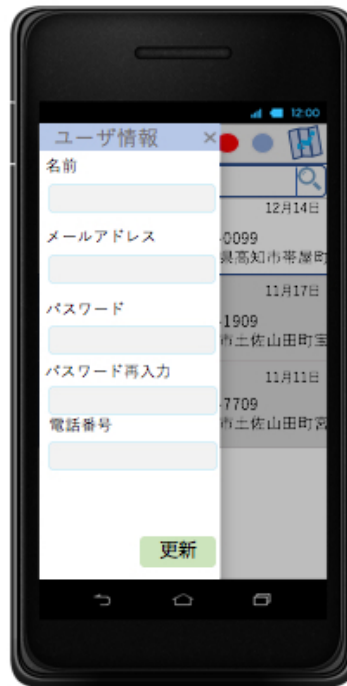 12:00
ユーザ情報 ×
名前
12月14日
メールアドレス
-0099
県高知市帯屋町
11月17日
パスワード
-1909
市土佐山田町
パスワード再入力
11月11日
-7709
市土佐山田町宮
電話番号
更新